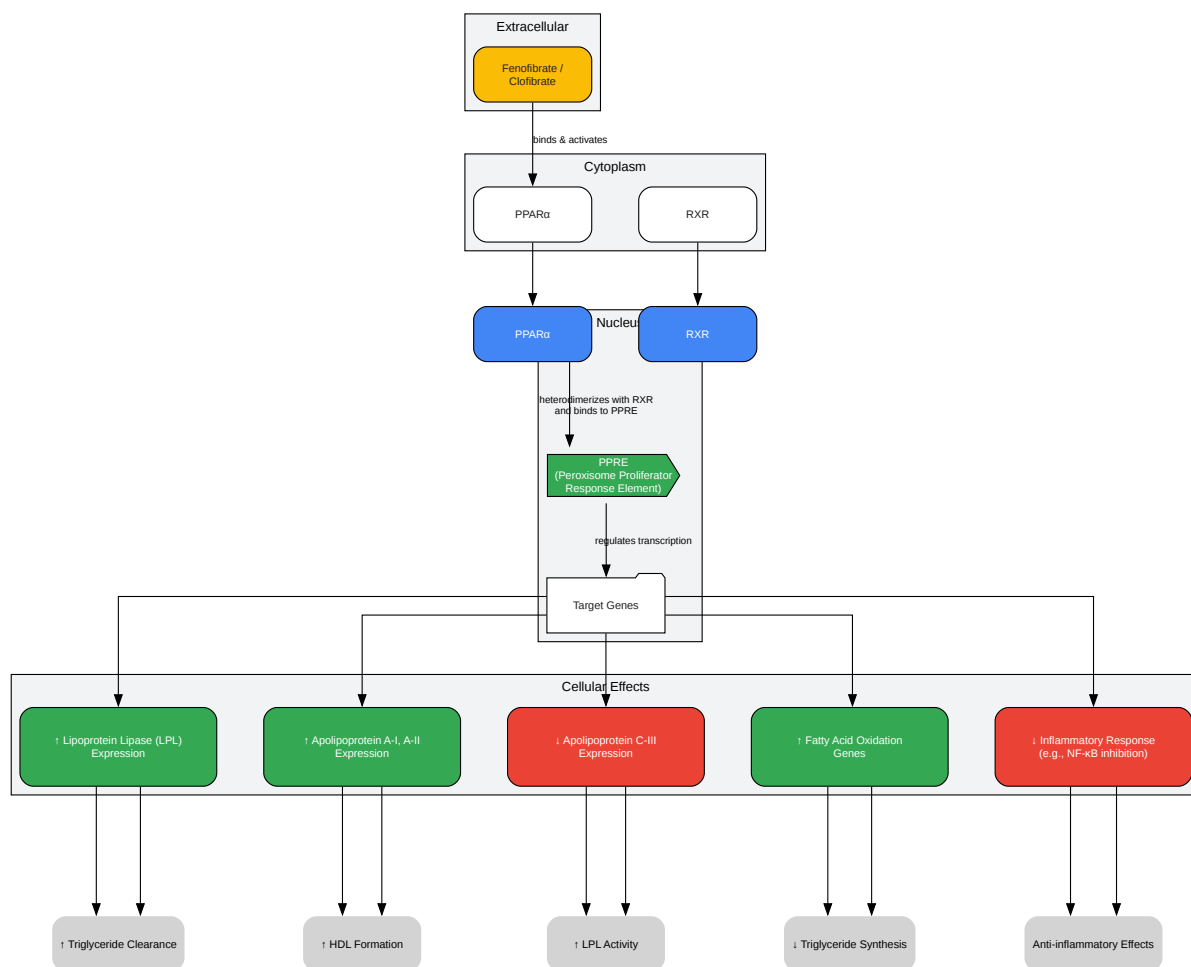 Extracellular
Fenofibrate /
Clofibrate
binds & activates
Cytoplasm
PPARα
RXR
Nucleus
PPARα
RXR
heterodimerizes with RXR
and binds to PPRE
PPRE
(Peroxisome Proliferator
Response Element)
regulates transcription
Target Genes
Cellular Effects
↑ Lipoprotein Lipase (LPL)
Expression
↑ Apolipoprotein A-I, A-II
Expression
↓ Apolipoprotein C-III
Expression
↑ Fatty Acid Oxidation
Genes
↓ Inflammatory Response
(e.g., NF-κB inhibition)
↑ Triglyceride Clearance
↑ HDL Formation
↑ LPL Activity
↓ Triglyceride Synthesis
Anti-inflammatory Effects